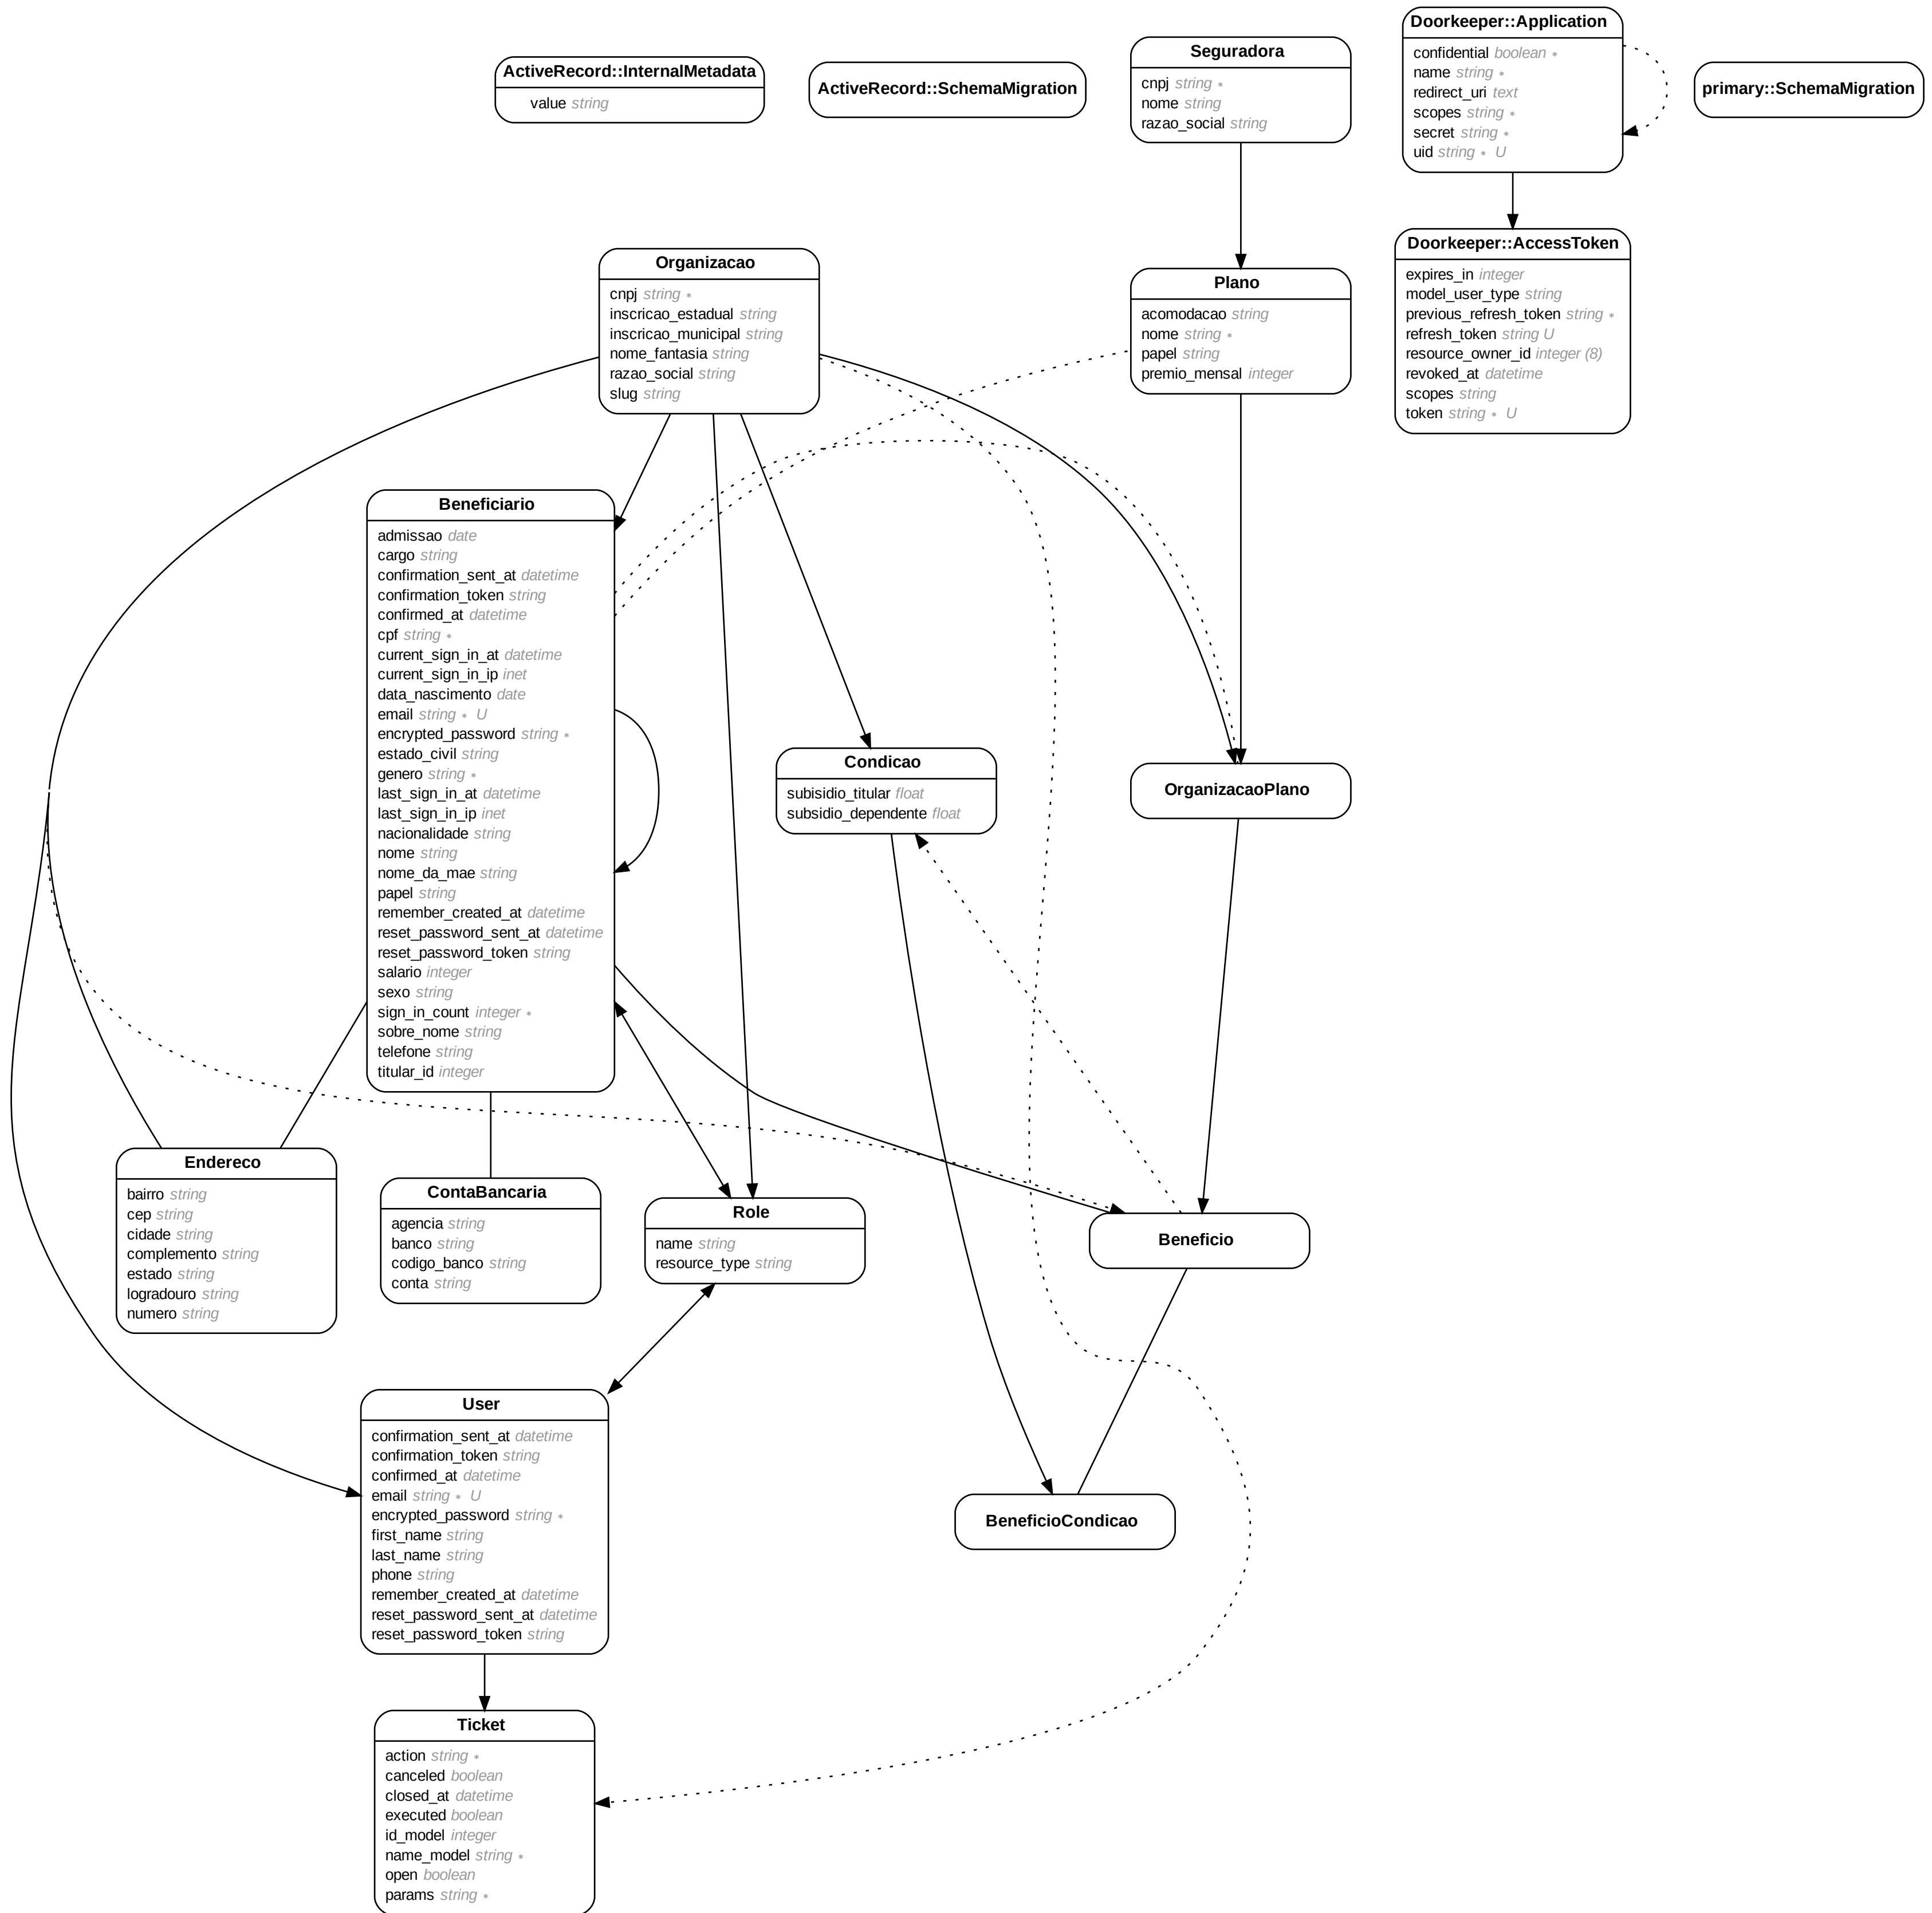 Doorkeeper::Application
confidential boolean •
name string •
redirect_uri text
scopes string •
secret string •
uid string • U
Seguradora
cnpj string •
nome string
razao_social string
ActiveRecord::InternalMetadata
value string
ActiveRecord::SchemaMigration
primary::SchemaMigration
Doorkeeper::AccessToken
expires_in integer
model_user_type string
previous_refresh_token string •
refresh_token string U
resource_owner_id integer (8)
revoked_at datetime
scopes string
token string • U
Organizacao
cnpj string •
inscricao_estadual string
inscricao_municipal string
nome_fantasia string
razao_social string
slug string
Plano
acomodacao string
nome string •
papel string
premio_mensal integer
Beneficiario
admissao date
cargo string
confirmation_sent_at datetime
confirmation_token string
confirmed_at datetime
cpf string •
current_sign_in_at datetime
current_sign_in_ip inet
data_nascimento date
email string • U
encrypted_password string •
estado_civil string
genero string •
last_sign_in_at datetime
last_sign_in_ip inet
nacionalidade string
nome string
nome_da_mae string
papel string
remember_created_at datetime
reset_password_sent_at datetime
reset_password_token string
salario integer
sexo string
sign_in_count integer •
sobre_nome string
telefone string
titular_id integer
Condicao
subisidio_titular float
subsidio_dependente float
OrganizacaoPlano
Endereco
bairro string
cep string
cidade string
complemento string
estado string
logradouro string
numero string
ContaBancaria
agencia string
banco string
codigo_banco string
conta string
Role
name string
resource_type string
Beneficio
User
confirmation_sent_at datetime
confirmation_token string
confirmed_at datetime
email string • U
encrypted_password string •
first_name string
last_name string
phone string
remember_created_at datetime
reset_password_sent_at datetime
reset_password_token string
BeneficioCondicao
Ticket
action string •
canceled boolean
closed_at datetime
executed boolean
id_model integer
name_model string •
open boolean
params string •